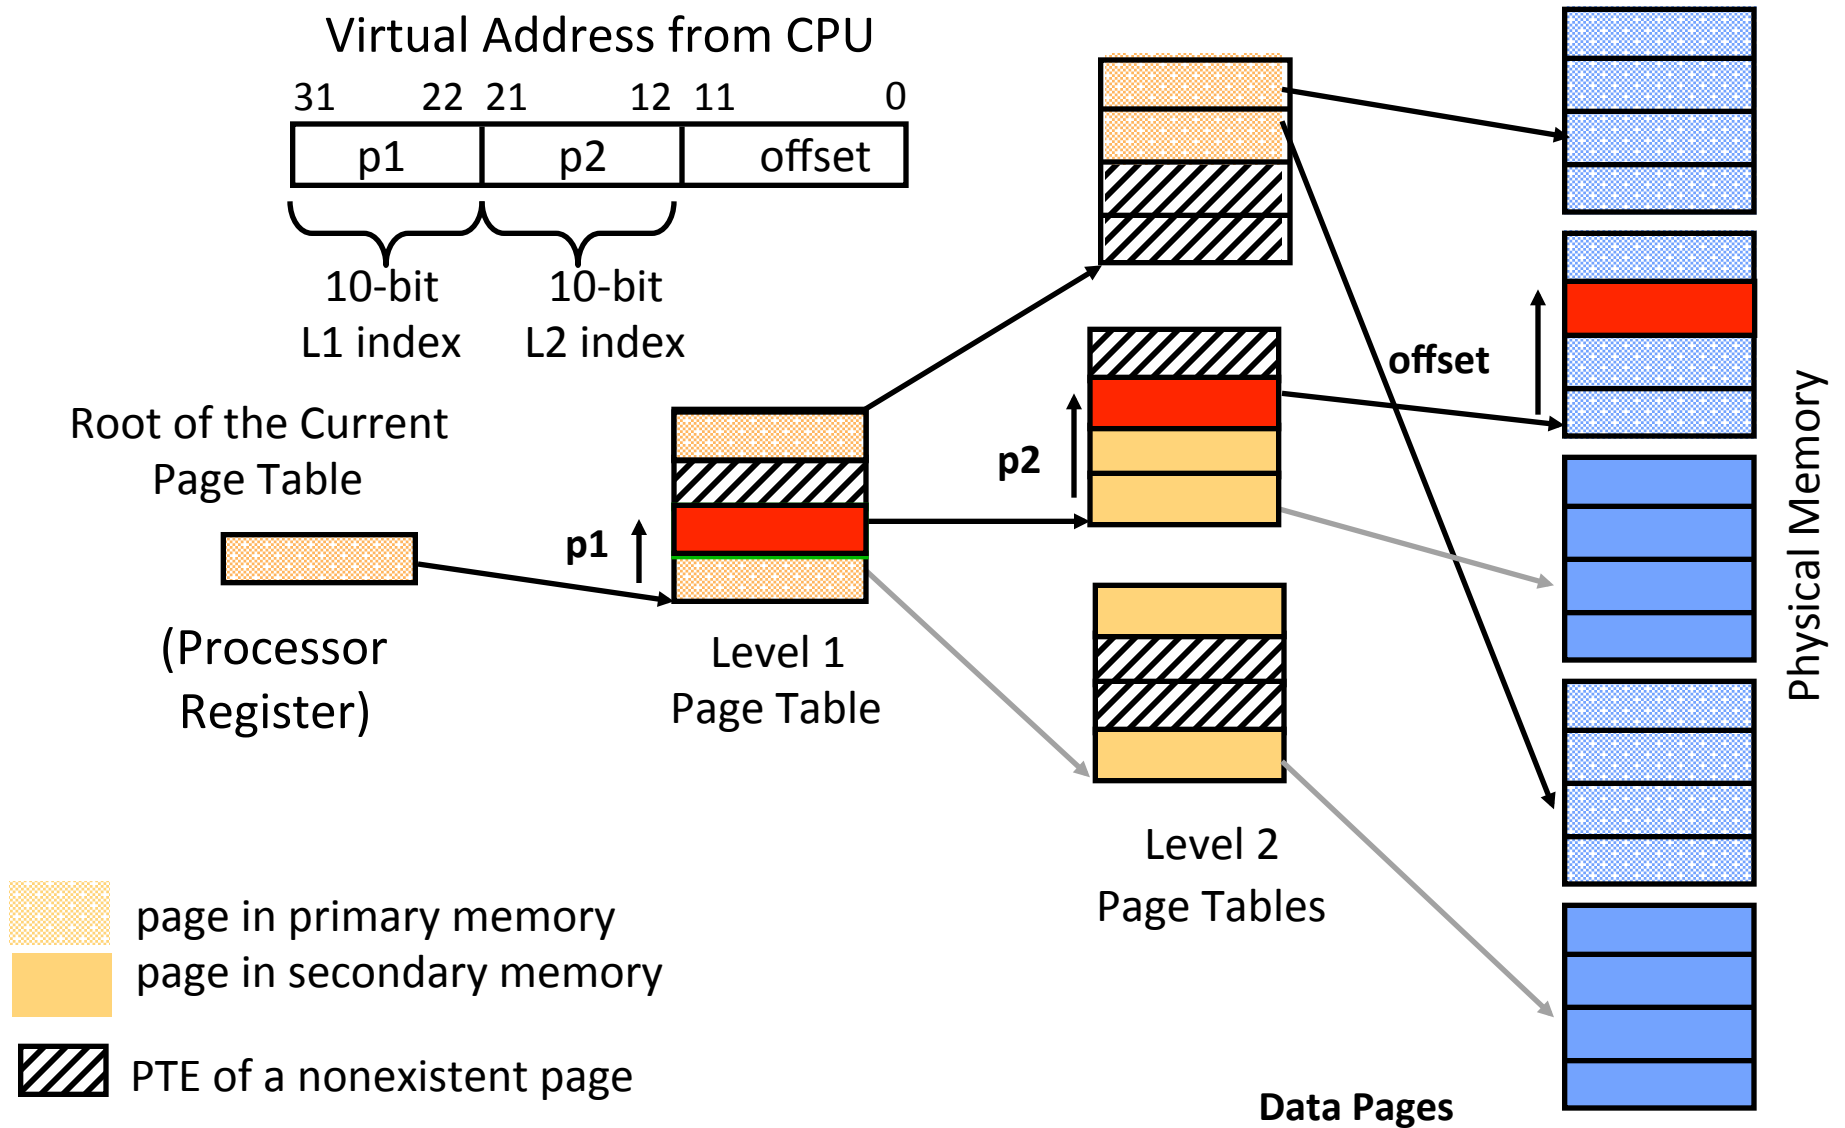 Virtual Address from CPU
31 22 21 12 11 0
p1 p2 offset
10-bit
L1 index
10-bit
L2 index
Root of the Current
Page Table
(Processor
Register)
p1
Level 1
Page Table
p2
Level 2
Page Tables
offset
Physical Memory
page in primary memory
page in secondary memory
PTE of a nonexistent page
Data Pages